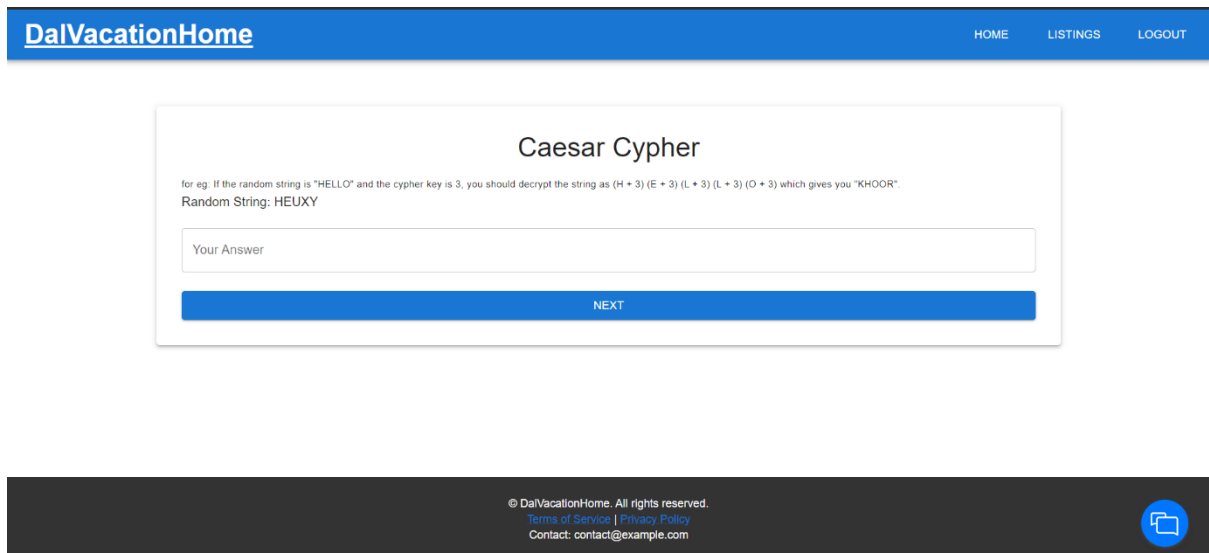 DalVacationHome
HOME LISTINGS LOGOUT
Caesar Cypher
for eg: If the random string is "HELLO" and the cypher key is 3, you should decrypt the string as (H + 3) (E + 3) (L + 3) (L + 3) (O + 3) which gives you "KHOOR".
Random String: HEUXY
Your Answer
NEXT
© DalVacationHome. All rights reserved.
Terms of Service | Privacy Policy
Contact: contact@example.com